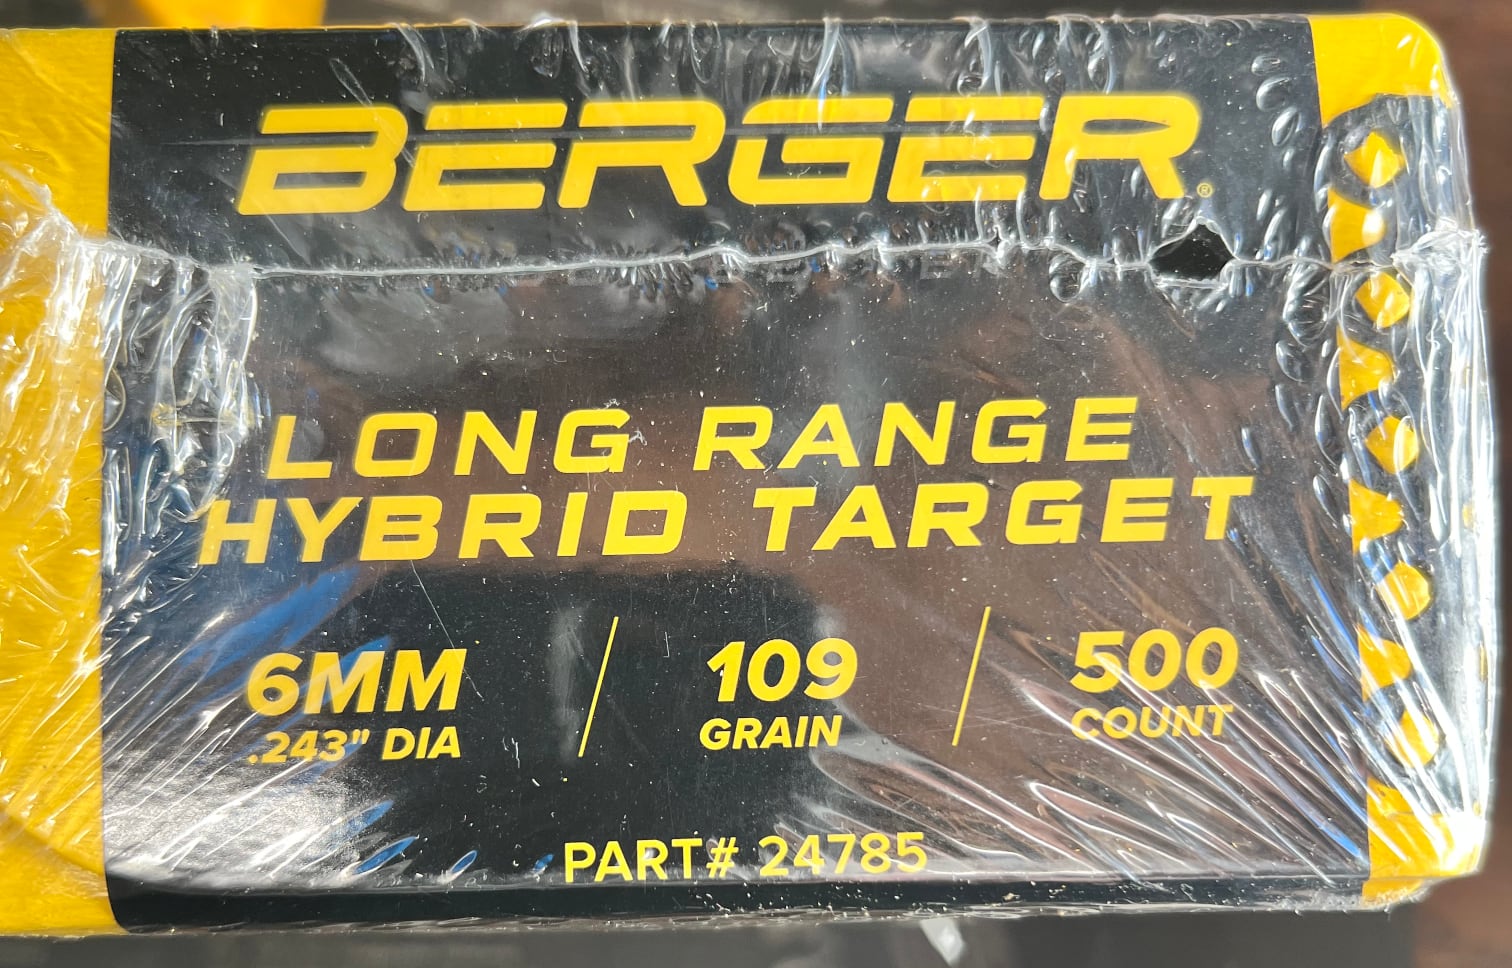 BERGER®
LONG RANGE
HYBRID TARGET
6MM
.243" DIA
109
GRAIN
500
COUNT
PART# 24785